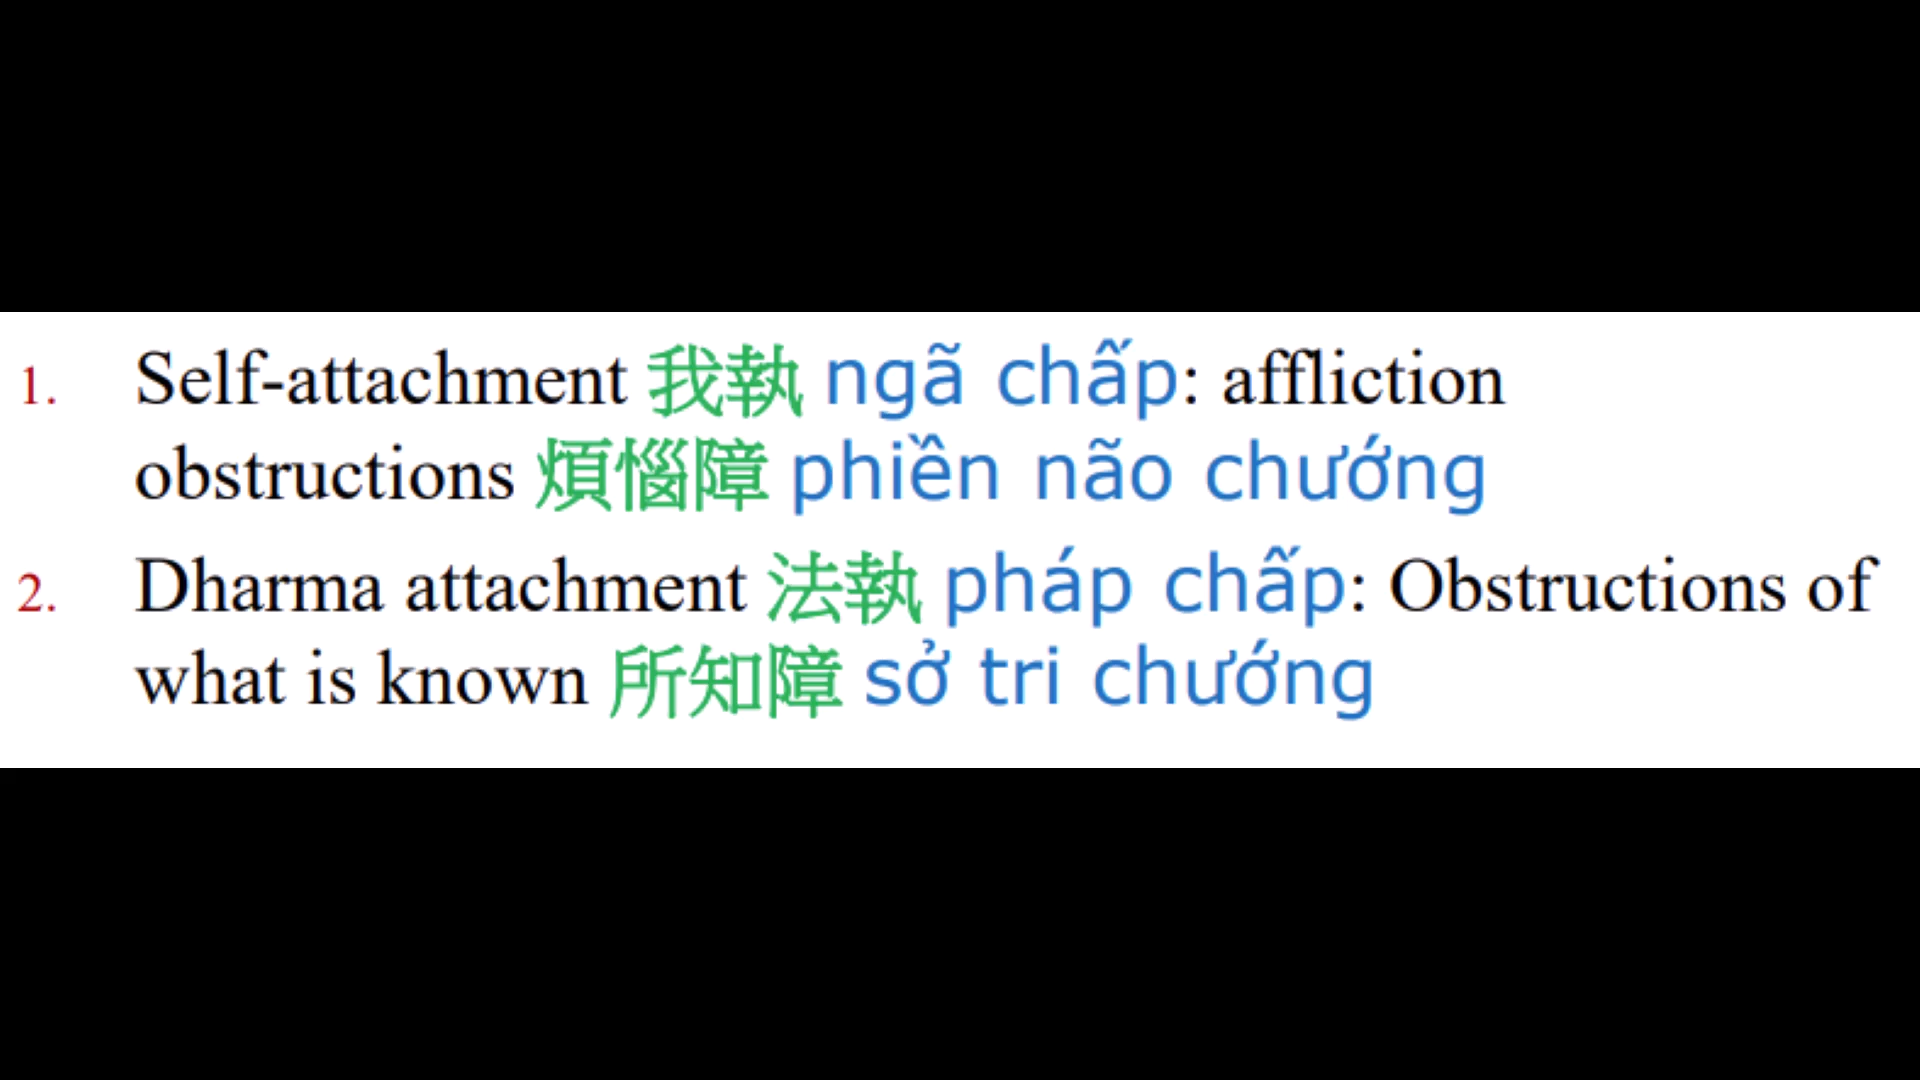 1. Self-attachment 我執 ngã chấp: affliction
obstructions 煩惱障 phiền não chướng
2. Dharma attachment 法執 pháp chấp: Obstructions of
what is known 所知障 sở tri chướng